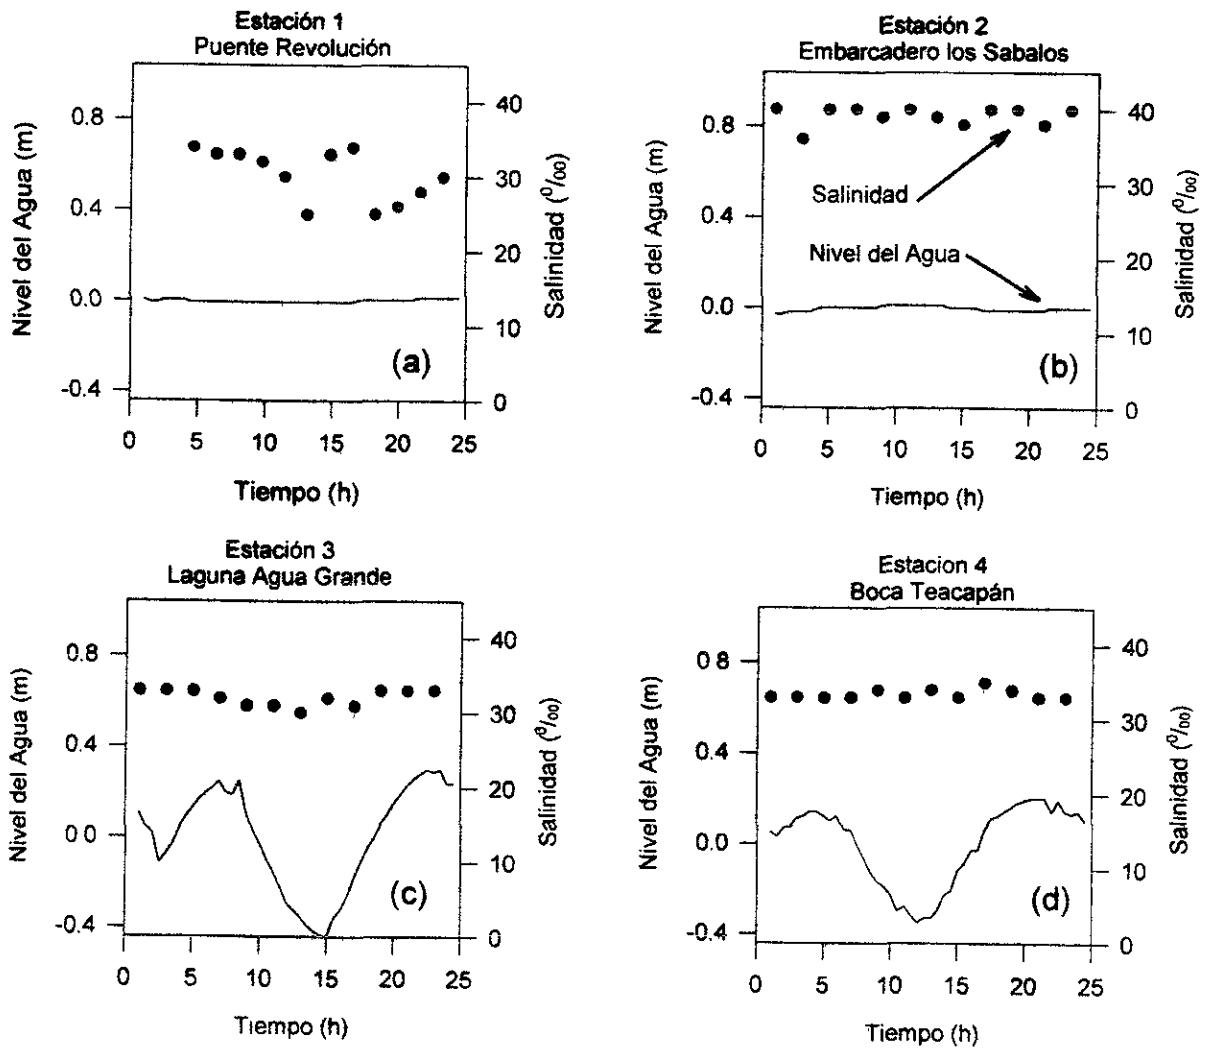 Estación 1
Puente Revolución
Nivel del Agua (m)
0.8
0.4
0.0
-0.4
40
30
20
10
0
Salinidad (0/00)
(a)
0 5 10 15 20 25
Tiempo (h)
Estación 2
Embarcadero los Sabalos
Nivel del Agua (m)
0.8
0.4
0.0
-0.4
40
30
20
10
0
Salinidad (0/00)
Salinidad
Nivel del Agua
(b)
0 5 10 15 20 25
Tiempo (h)
Estación 3
Laguna Agua Grande
Nivel del Agua (m)
0.8
0.4
0.0
-0.4
40
30
20
10
0
Salinidad (0/00)
(c)
0 5 10 15 20 25
Tiempo (h)
Estacion 4
Boca Teacapán
Nivel del Agua (m)
0.8
0.4
0.0
-0.4
40
30
20
10
0
Salinidad (0/00)
(d)
0 5 10 15 20 25
Tiempo (h)